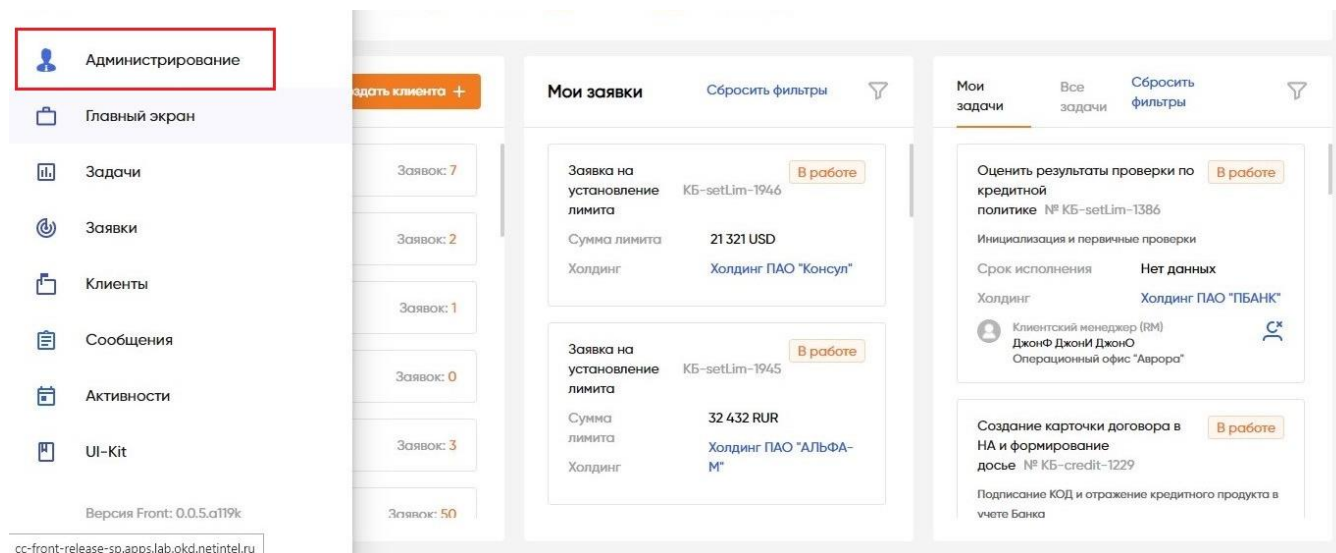 Администрирование
Главный экран
Задачи
Заявки
Клиенты
Сообщения
Активности
UI-Kit
Версия Front: 0.0.5.a119k
cc-front-release-sp.apps.lab.okd.netintel.ru
клиента +
Заявок: 7
Заявок: 2
Заявок: 1
Заявок: 0
Заявок: 3
Заявок: 50
Мои заявки
Сбросить фильтры
Заявка на
установление
лимита
КБ-setLim-1946
В работе
Сумма лимита
21 321 USD
Холдинг
Холдинг ПАО "Консул"
Заявка на
установление
лимита
КБ-setLim-1945
В работе
Сумма
лимита
32 432 RUR
Холдинг
Холдинг ПАО "АЛЬФА-
М"
Мои
задачи
Все
задачи
Сбросить
фильтры
Оценить результаты проверки по
кредитной
политике № КБ-setLim-1386
В работе
Инициализация и первичные проверки
Срок исполнения
Нет данных
Холдинг
Холдинг ПАО "ПБАНК"
Клиентский менеджер (RM)
ДжонФ ДжонИ ДжонО
Операционный офис "Аврора"
Создание карточки договора в
НА и формирование
досье № КБ-credit-1229
В работе
Подписание КОД и отражение кредитного продукта в
учете Банка